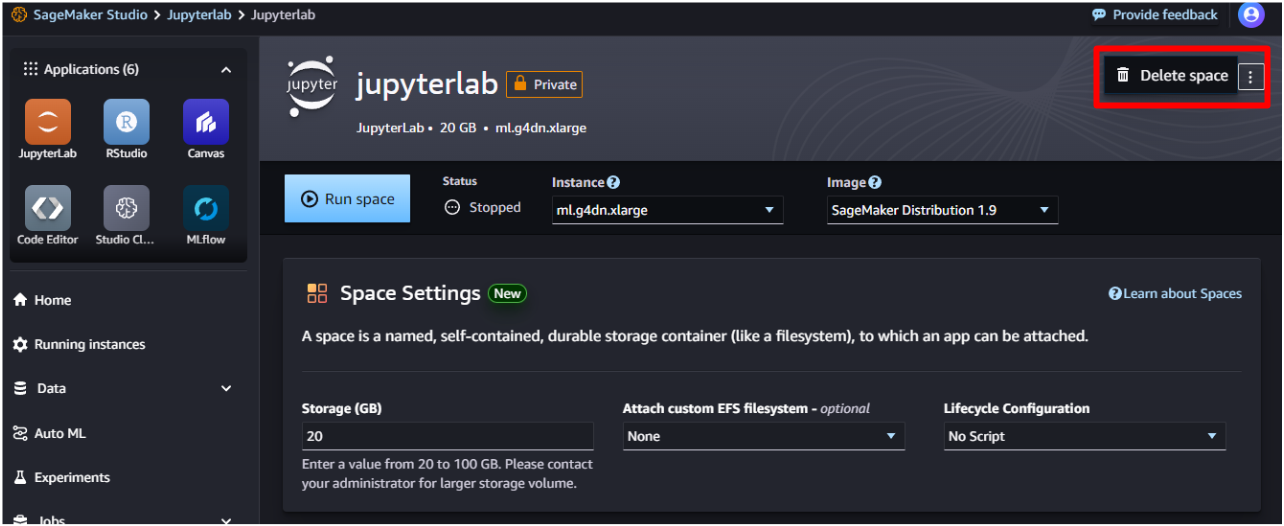 SageMaker Studio > Jupyterlab > Jupyterlab
Provide feedback
Applications (6)
JupyterLab
RStudio
Canvas
Code Editor
Studio Cl...
MLflow
Home
Running instances
Data
Auto ML
Experiments
Jobs
jupyter
jupyterlab
Private
JupyterLab • 20 GB • ml.g4dn.xlarge
Delete space
Run space
Status
Stopped
Instance
ml.g4dn.xlarge
Image
SageMaker Distribution 1.9
Space Settings
New
Learn about Spaces
A space is a named, self-contained, durable storage container (like a filesystem), to which an app can be attached.
Storage (GB)
20
Enter a value from 20 to 100 GB. Please contact
your administrator for larger storage volume.
Attach custom EFS filesystem - optional
None
Lifecycle Configuration
No Script